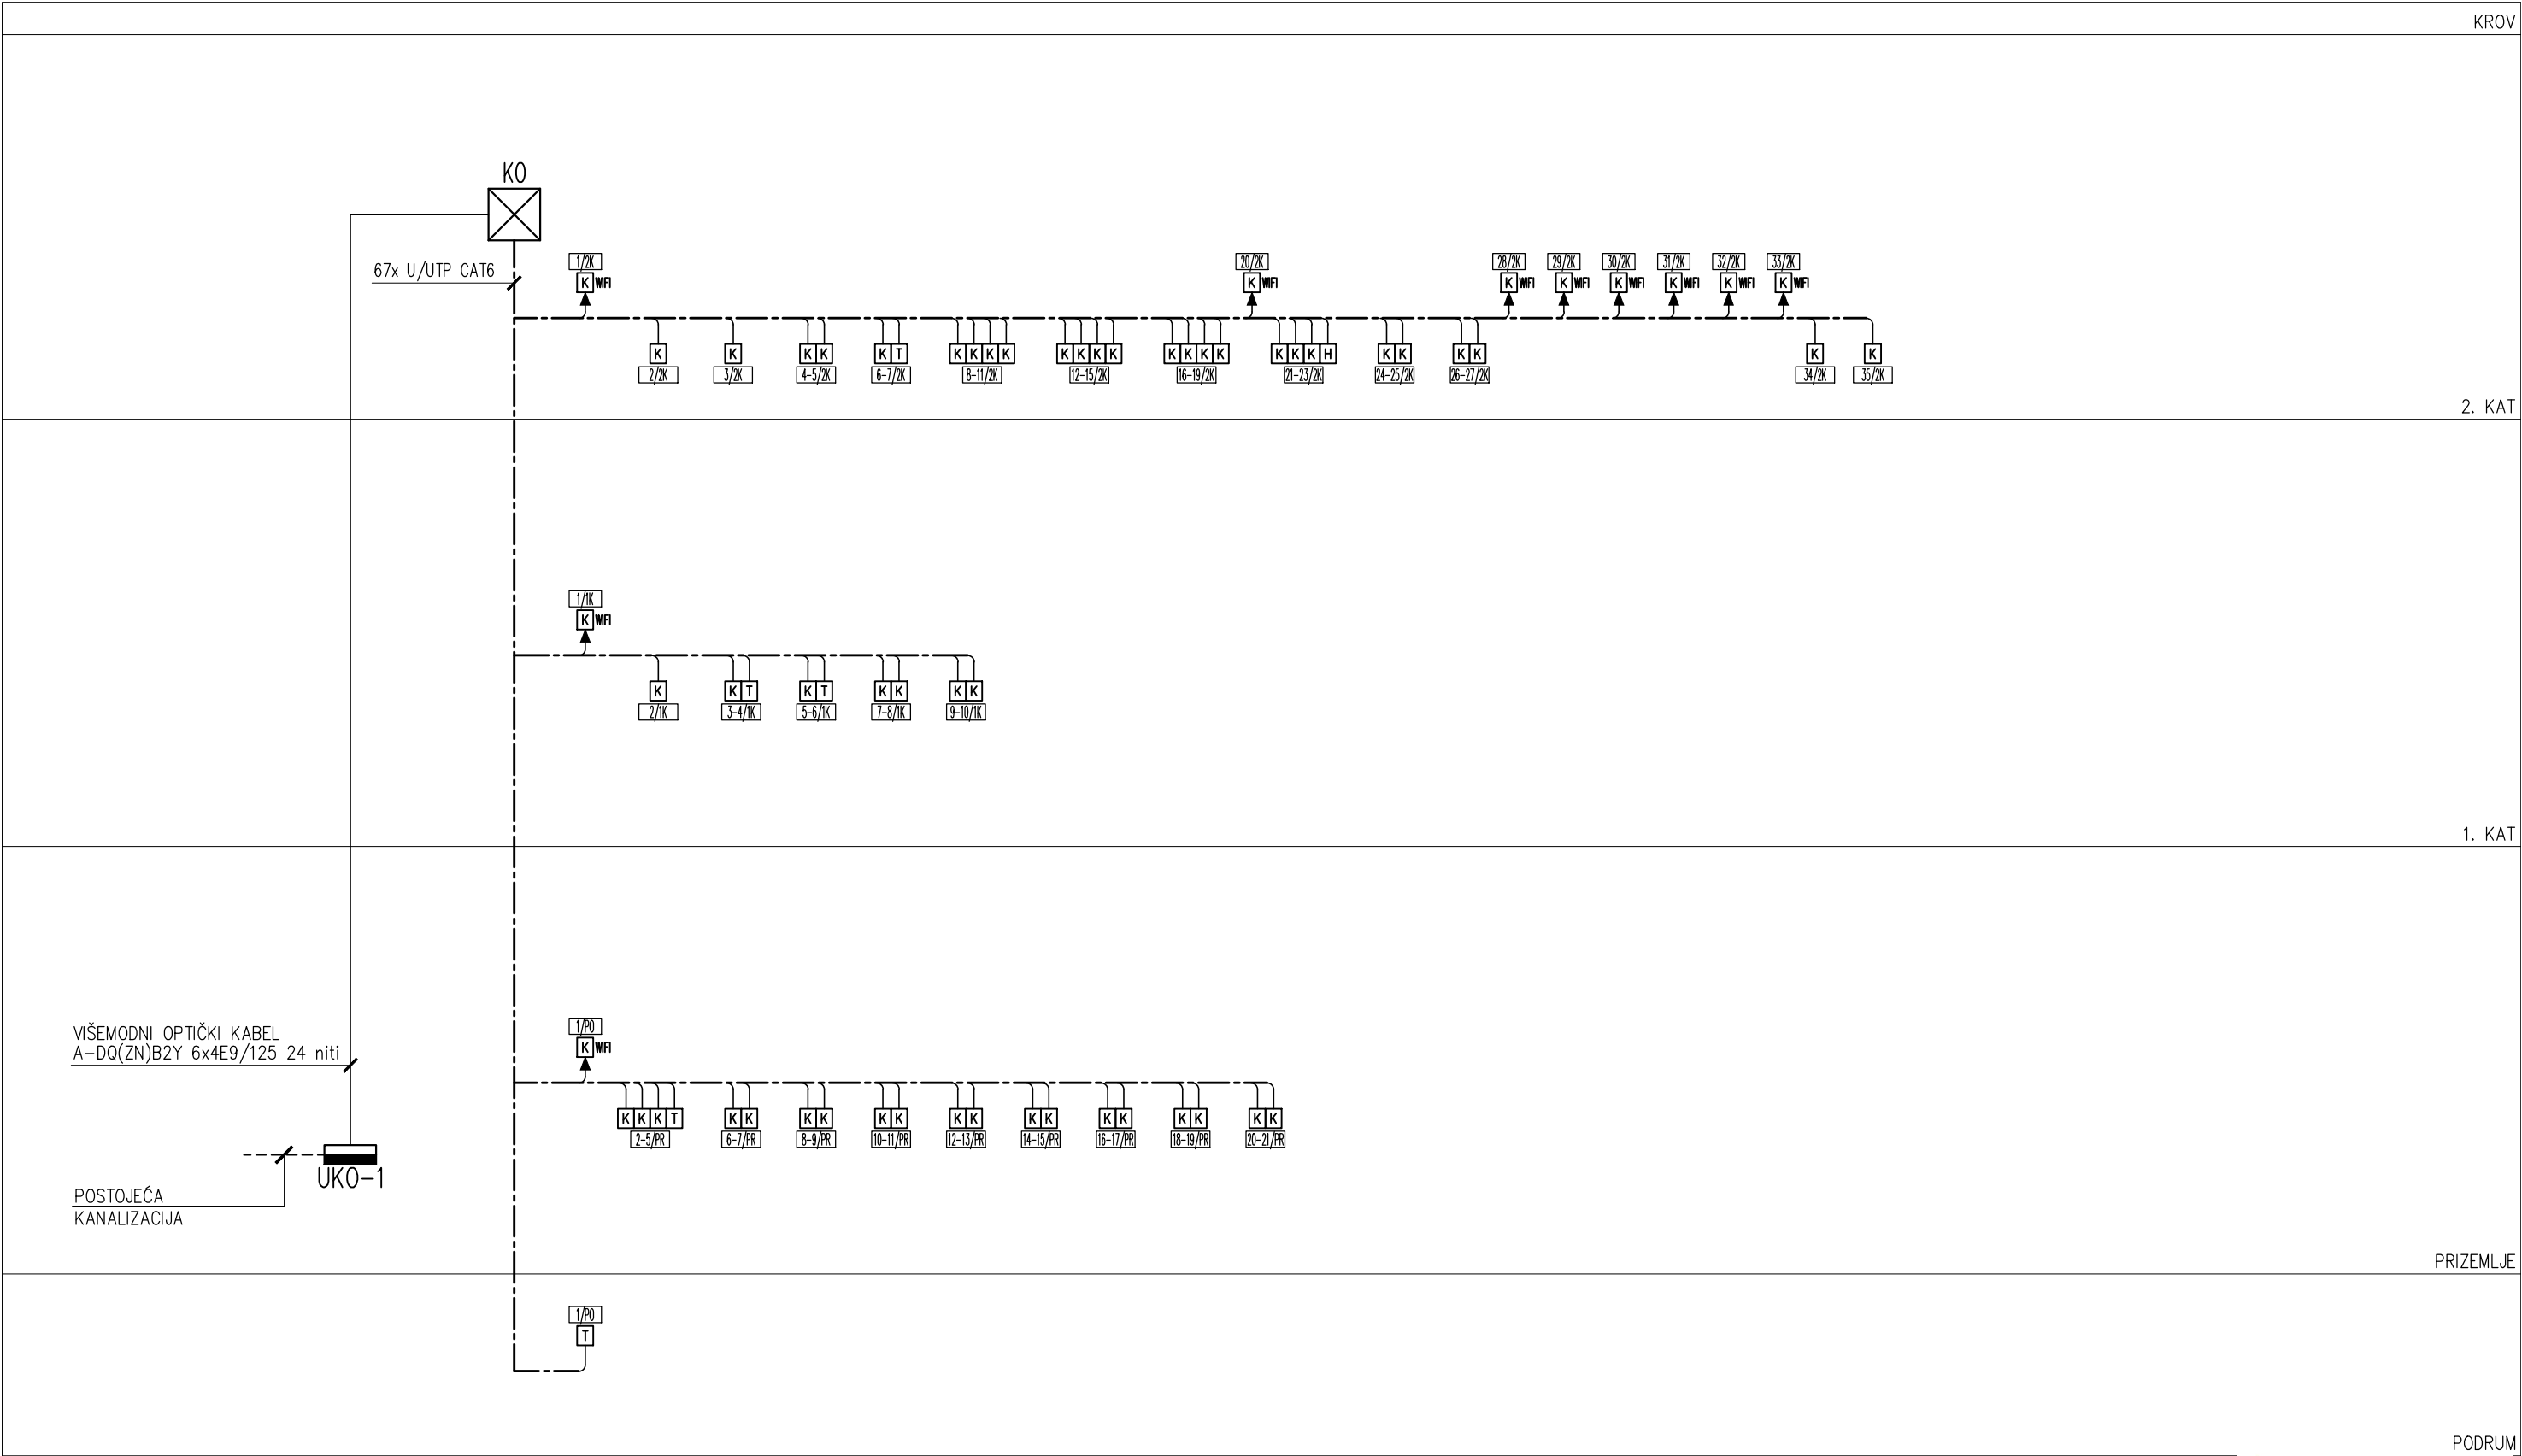 KROV
KO
67x U/UTP CAT6
1/2K
K WIFI
20/2K
K WIFI
28/2K
K WIFI
29/2K
K WIFI
30/2K
K WIFI
31/2K
K WIFI
32/2K
K WIFI
33/2K
K WIFI
K
2/2K
K
3/2K
K K
4-5/2K
K T
6-7/2K
K K K K
8-11/2K
K K K K
12-15/2K
K K K K
16-19/2K
K K K H
21-23/2K
K K
24-25/2K
K K
26-27/2K
K
34/2K
K
35/2K
2. KAT
1/1K
K WIFI
K
2/1K
K T
3-4/1K
K T
5-6/1K
K K
7-8/1K
K K
9-10/1K
1. KAT
VIŠEMODNI OPTIČKI KABEL
A-DQ(ZN)B2Y 6x4E9/125 24 niti
1/PO
K WIFI
K K K T
2-5/PR
K K
6-7/PR
K K
8-9/PR
K K
10-11/PR
K K
12-13/PR
K K
14-15/PR
K K
16-17/PR
K K
18-19/PR
K K
20-21/PR
UKO-1
POSTOJEĆA
KANALIZACIJA
PRIZEMLJE
1/PO
T
PODRUM